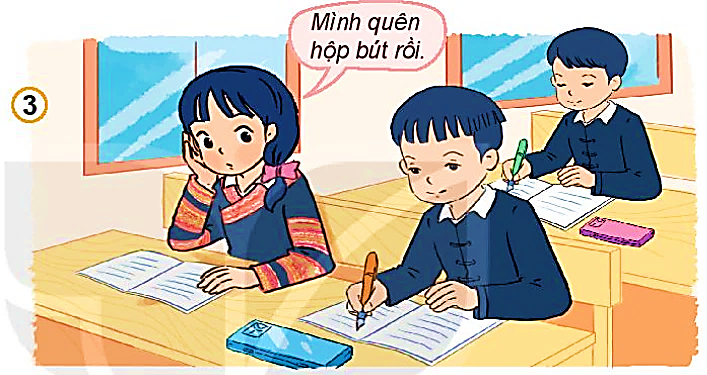 Mình quên
hộp bút rồi.
3